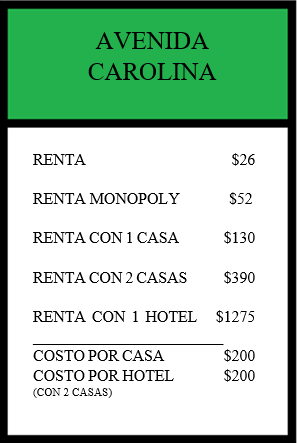 AVENIDA
CAROLINA
RENTA $26
RENTA MONOPOLY $52
RENTA CON 1 CASA $130
RENTA CON 2 CASAS $390
RENTA CON 1 HOTEL $1275
COSTO POR CASA $200
COSTO POR HOTEL $200
(CON 2 CASAS)